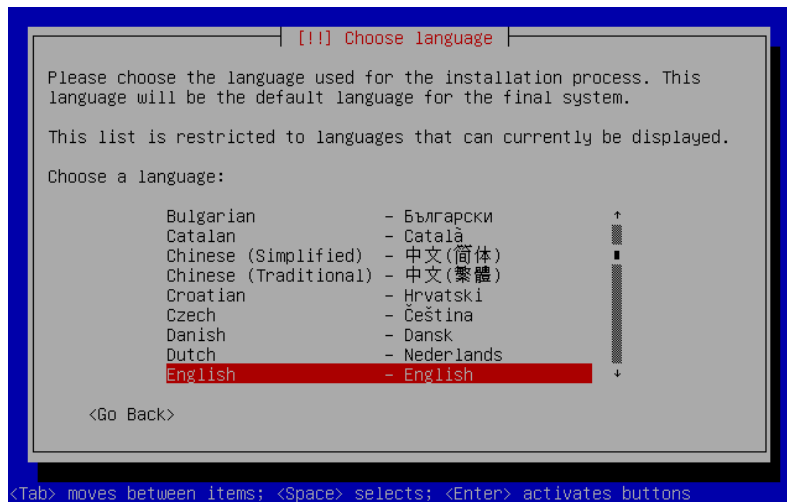 [!!] Choose language
Please choose the language used for the installation process. This
language will be the default language for the final system.
This list is restricted to languages that can currently be displayed.
Choose a language:
Bulgarian - Български
Catalan - Català
Chinese (Simplified) - 中文(简体)
Chinese (Traditional) - 中文(繁體)
Croatian - Hrvatski
Czech - Čeština
Danish - Dansk
Dutch - Nederlands
English - English
<Go Back>
<Tab> moves between items; <Space> selects; <Enter> activates buttons